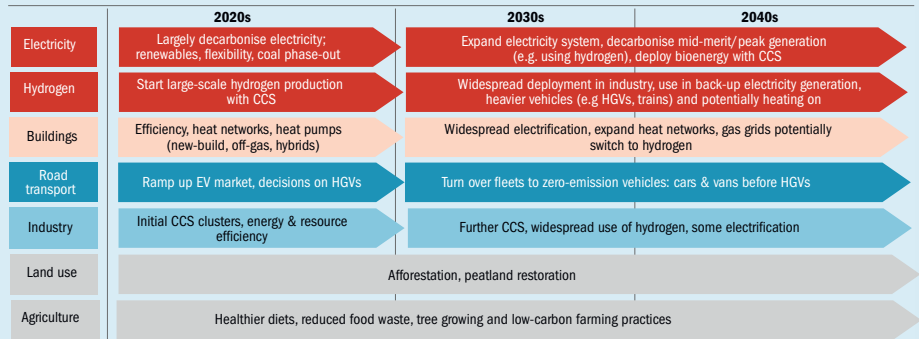 2020s 2030s 2040s
Electricity
Largely decarbonise electricity;
renewables, flexibility, coal phase-out
Expand electricity system, decarbonise mid-merit/peak generation
(e.g. using hydrogen), deploy bioenergy with CCS
Hydrogen
Start large-scale hydrogen production
with CCS
Widespread deployment in industry, use in back-up electricity generation,
heavier vehicles (e.g HGVs, trains) and potentially heating on
Buildings
Efficiency, heat networks, heat pumps
(new-build, off-gas, hybrids)
Widespread electrification, expand heat networks, gas grids potentially
switch to hydrogen
Road
transport
Ramp up EV market, decisions on HGVs
Turn over fleets to zero-emission vehicles: cars & vans before HGVs
Industry
Initial CCS clusters, energy & resource
efficiency
Further CCS, widespread use of hydrogen, some electrification
Land use
Afforestation, peatland restoration
Agriculture
Healthier diets, reduced food waste, tree growing and low-carbon farming practices